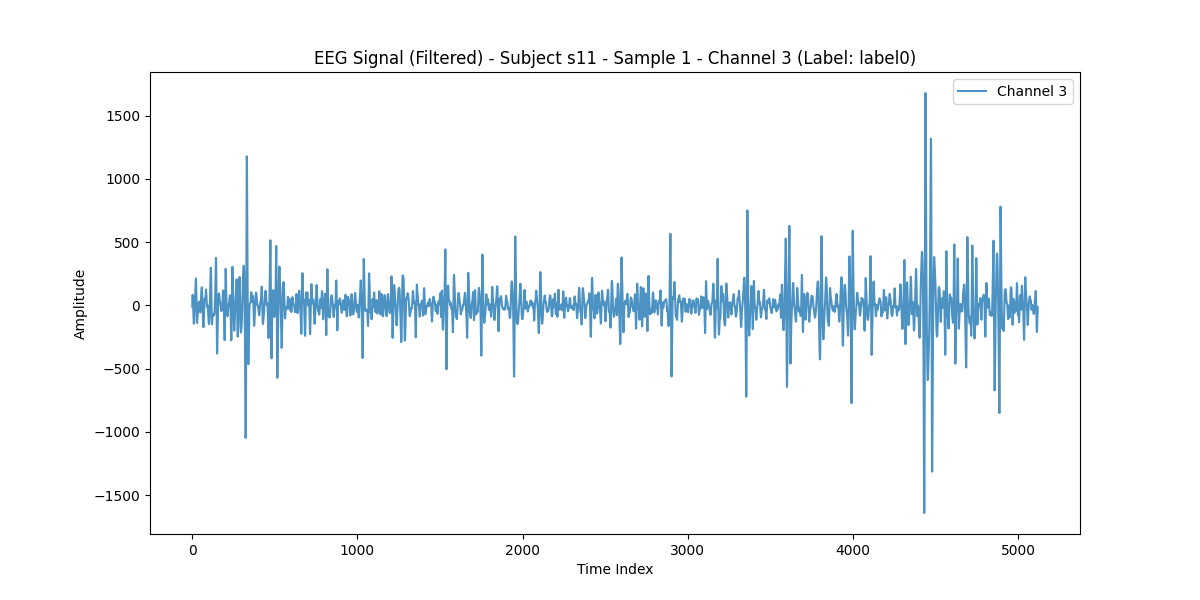 EEG Signal (Filtered) - Subject s11 - Sample 1 - Channel 3 (Label: label0)
Channel 3
1500
1000
500
0
−500
−1000
−1500
Amplitude
0 1000 2000 3000 4000 5000
Time Index